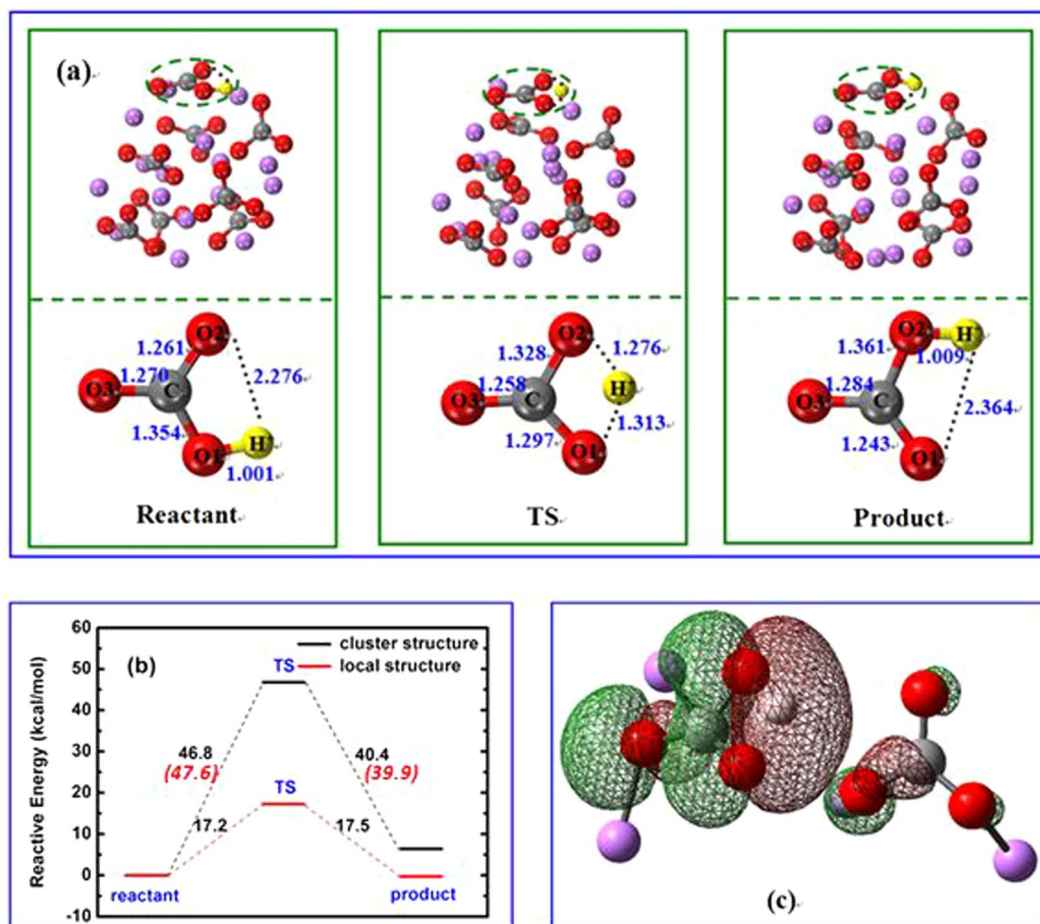 (a)
O2
1.261
1.270
2.276
O3
C
1.354
O1
H
1.001
Reactant
O2
1.328
1.276
1.258
H
O3
C
1.313
1.297
O1
TS
O2
H
1.361
1.009
1.284
O3
C
2.364
1.243
O1
Product
(b)
cluster structure
local structure
TS
46.8
40.4
(47.6)
(39.9)
TS
17.2
17.5
reactant
product
Reactive Energy (kcal/mol)
60
50
40
30
20
10
0
-10
(c)